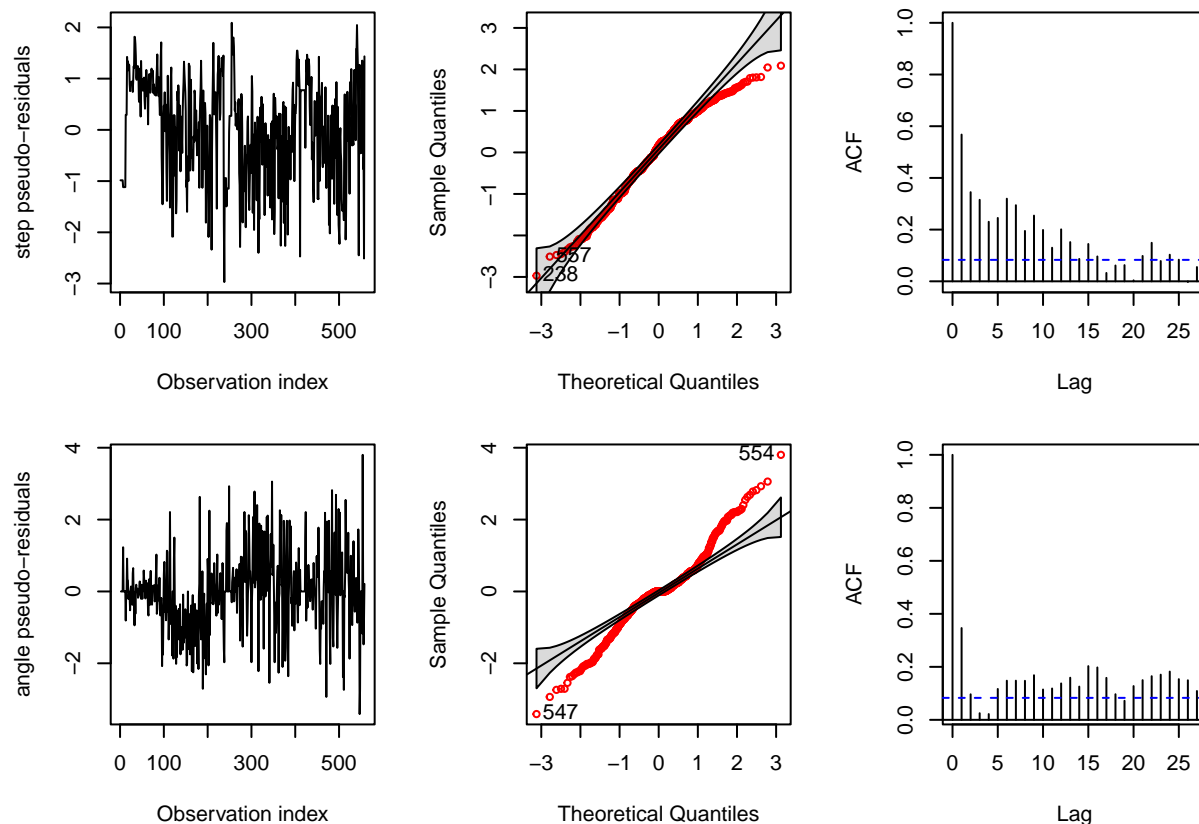 step pseudo−residuals
−3 −2 −1 0 1 2
0 100 300 500
Observation index
Sample Quantiles
−3 −1 0 1 2 3
557
238
−3 −1 0 1 2 3
Theoretical Quantiles
ACF
0.0 0.2 0.4 0.6 0.8 1.0
0 5 10 15 20 25
Lag
angle pseudo−residuals
−2 0 2 4
0 100 300 500
Observation index
Sample Quantiles
−2 0 2 4
554
547
−3 −1 0 1 2 3
Theoretical Quantiles
ACF
0.0 0.2 0.4 0.6 0.8 1.0
0 5 10 15 20 25
Lag